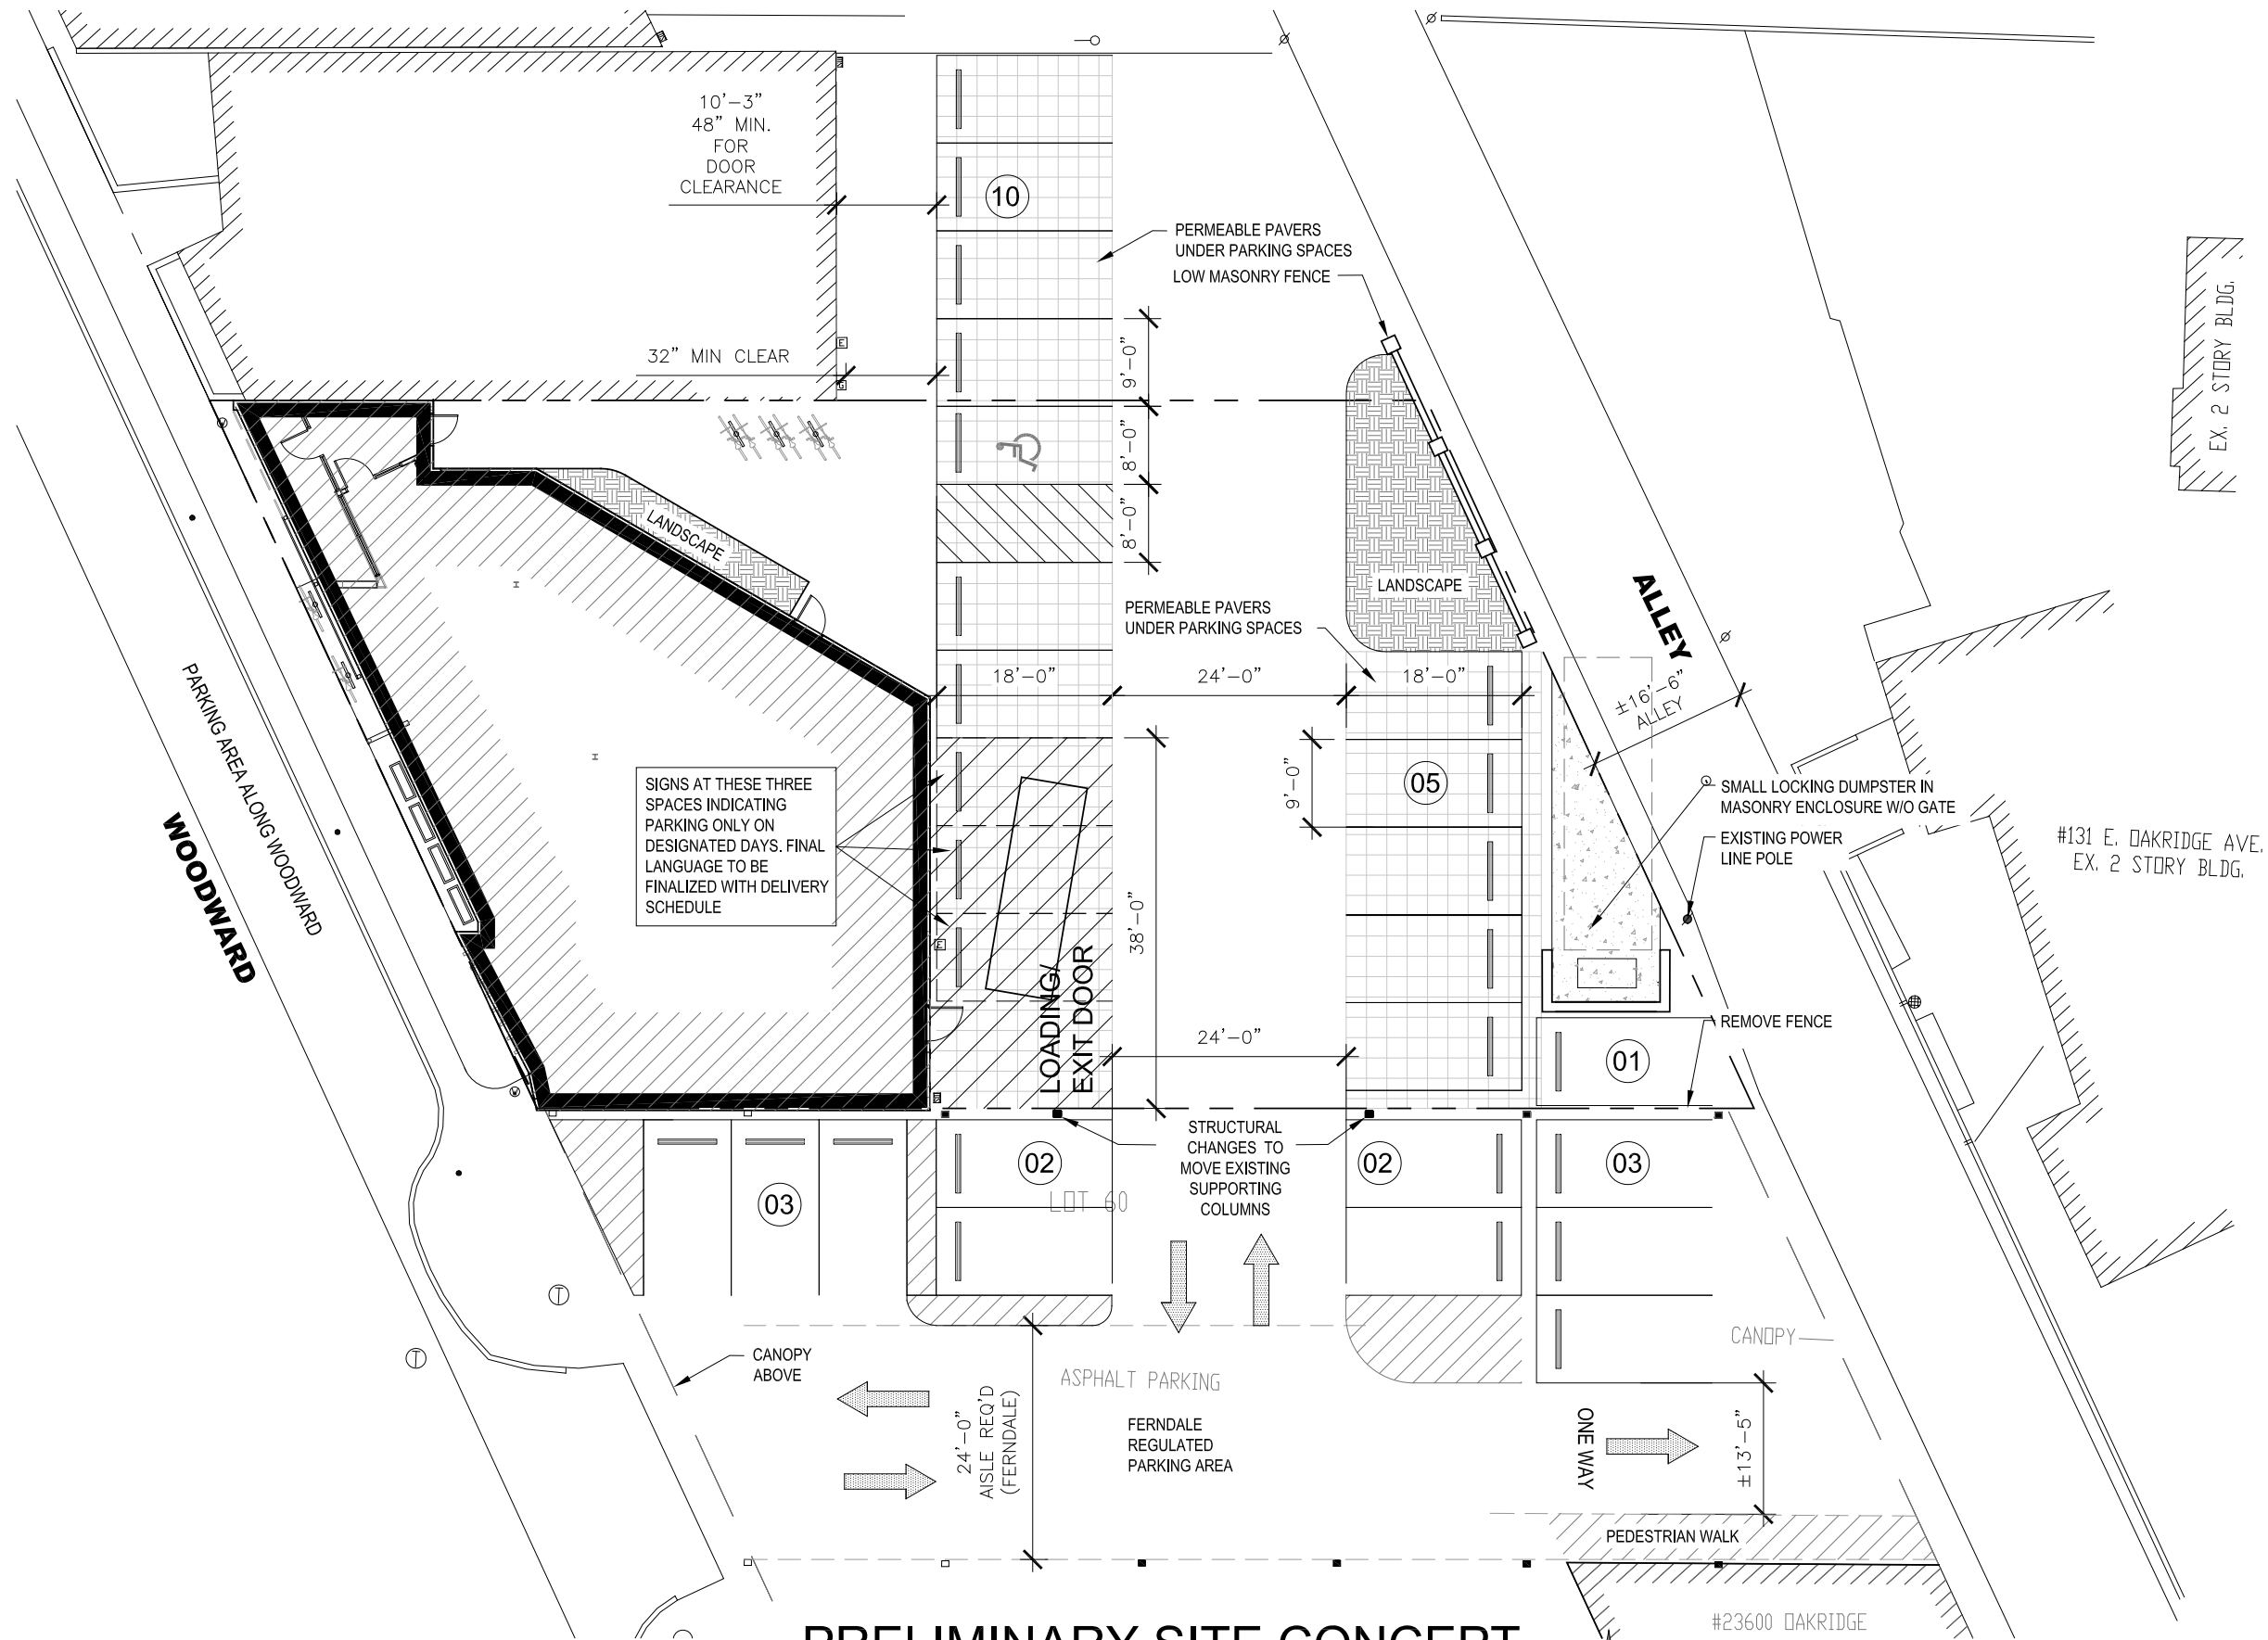 10'-3"
48" MIN.
FOR
DOOR
CLEARANCE
10
PERMEABLE PAVERS
UNDER PARKING SPACES
LOW MASONRY FENCE
EX. 2 STORY BLDG.
32" MIN CLEAR
E
G
9'-0"
8'-0"
8'-0"
LANDSCAPE
LANDSCAPE
ALLEY
PERMEABLE PAVERS
UNDER PARKING SPACES
18'-0"
24'-0"
18'-0"
±16'-6"
ALLEY
PARKING AREA ALONG WOODWARD
WOODWARD
SIGNS AT THESE THREE
SPACES INDICATING
PARKING ONLY ON
DESIGNATED DAYS. FINAL
LANGUAGE TO BE
FINALIZED WITH DELIVERY
SCHEDULE
9'-0"
05
SMALL LOCKING DUMPSTER IN
MASONRY ENCLOSURE W/O GATE
EXISTING POWER
LINE POLE
#131 E. OAKRIDGE AVE.
EX. 2 STORY BLDG.
38'-0"
E
LOADING/
EXIT DOOR
24'-0"
REMOVE FENCE
01
STRUCTURAL
CHANGES TO
MOVE EXISTING
SUPPORTING
COLUMNS
02
02
03
03
LOT 60
T
T
CANOPY
ABOVE
CANOPY
ASPHALT PARKING
24'-0"
AISLE REQ'D
(FERNDALE)
FERNDALE
REGULATED
PARKING AREA
ONE WAY
±13'-5"
PEDESTRIAN WALK
#23600 OAKRIDGE
PRELIMINARY SITE CONCEPT